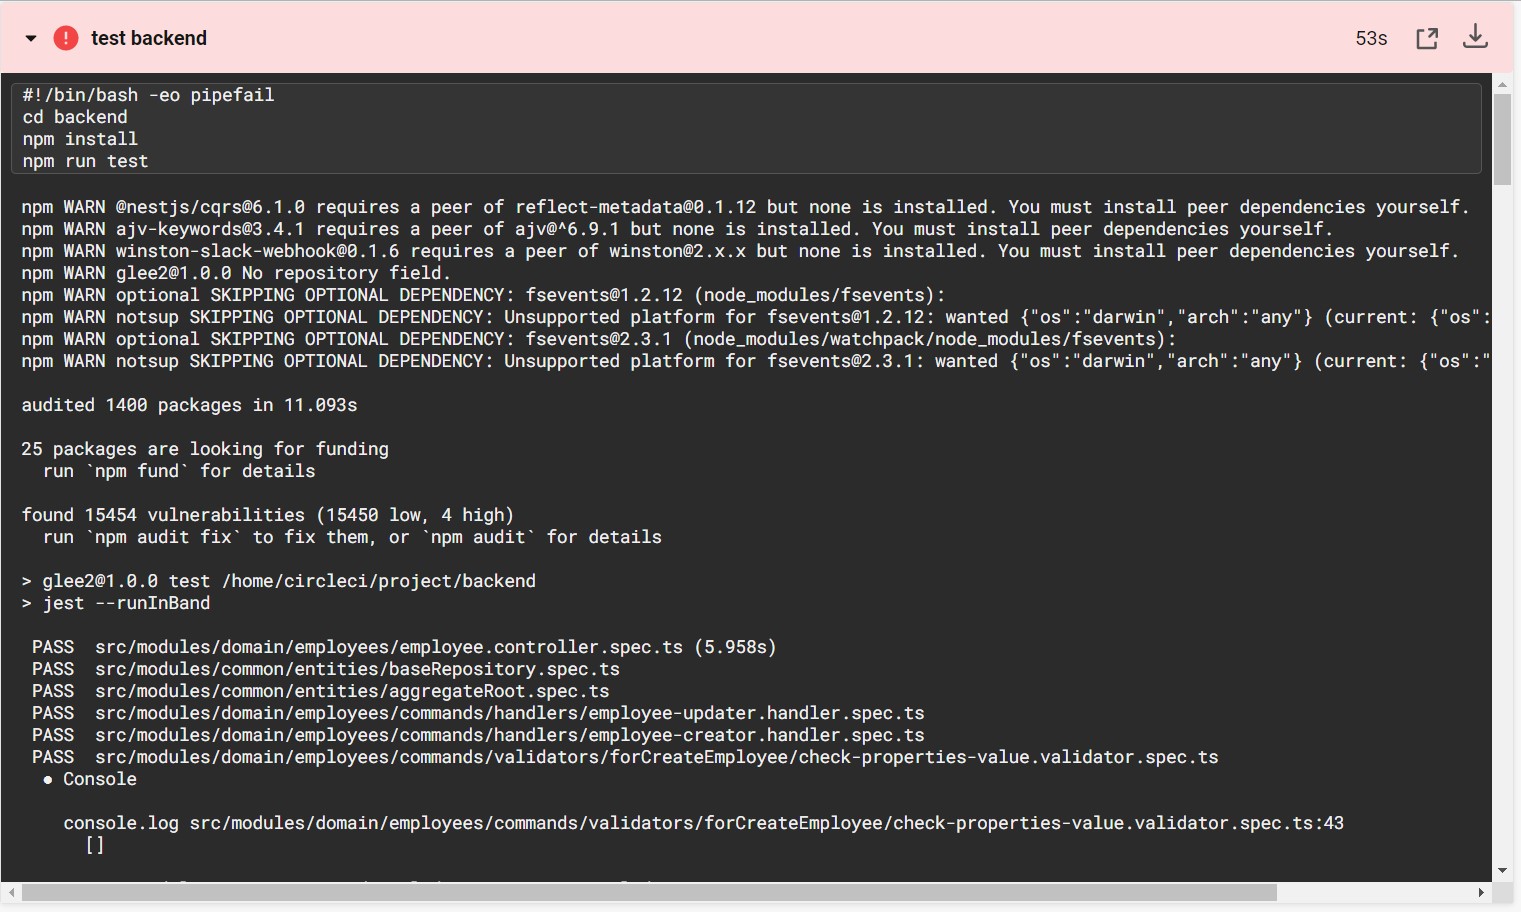 test backend
53s
#!/bin/bash -eo pipefail
cd backend
npm install
npm run test
npm WARN @nestjs/cqrs@6.1.0 requires a peer of reflect-metadata@0.1.12 but none is installed. You must install peer dependencies yourself.
npm WARN ajv-keywords@3.4.1 requires a peer of ajv@^6.9.1 but none is installed. You must install peer dependencies yourself.
npm WARN winston-slack-webhook@0.1.6 requires a peer of winston@2.x.x but none is installed. You must install peer dependencies yourself.
npm WARN glee2@1.0.0 No repository field.
npm WARN optional SKIPPING OPTIONAL DEPENDENCY: fsevents@1.2.12 (node_modules/fsevents):
npm WARN notsup SKIPPING OPTIONAL DEPENDENCY: Unsupported platform for fsevents@1.2.12: wanted {"os":"darwin","arch":"any"} (current: {"os":
npm WARN optional SKIPPING OPTIONAL DEPENDENCY: fsevents@2.3.1 (node_modules/watchpack/node_modules/fsevents):
npm WARN notsup SKIPPING OPTIONAL DEPENDENCY: Unsupported platform for fsevents@2.3.1: wanted {"os":"darwin","arch":"any"} (current: {"os":"
audited 1400 packages in 11.093s
25 packages are looking for funding
run `npm fund` for details
found 15454 vulnerabilities (15450 low, 4 high)
run `npm audit fix` to fix them, or `npm audit` for details
> glee2@1.0.0 test /home/circleci/project/backend
> jest --runInBand
PASS src/modules/domain/employees/employee.controller.spec.ts (5.958s)
PASS src/modules/common/entities/baseRepository.spec.ts
PASS src/modules/common/entities/aggregateRoot.spec.ts
PASS src/modules/domain/employees/commands/handlers/employee-updater.handler.spec.ts
PASS src/modules/domain/employees/commands/handlers/employee-creator.handler.spec.ts
PASS src/modules/domain/employees/commands/validators/forCreateEmployee/check-properties-value.validator.spec.ts
● Console
console.log src/modules/domain/employees/commands/validators/forCreateEmployee/check-properties-value.validator.spec.ts:43
[]